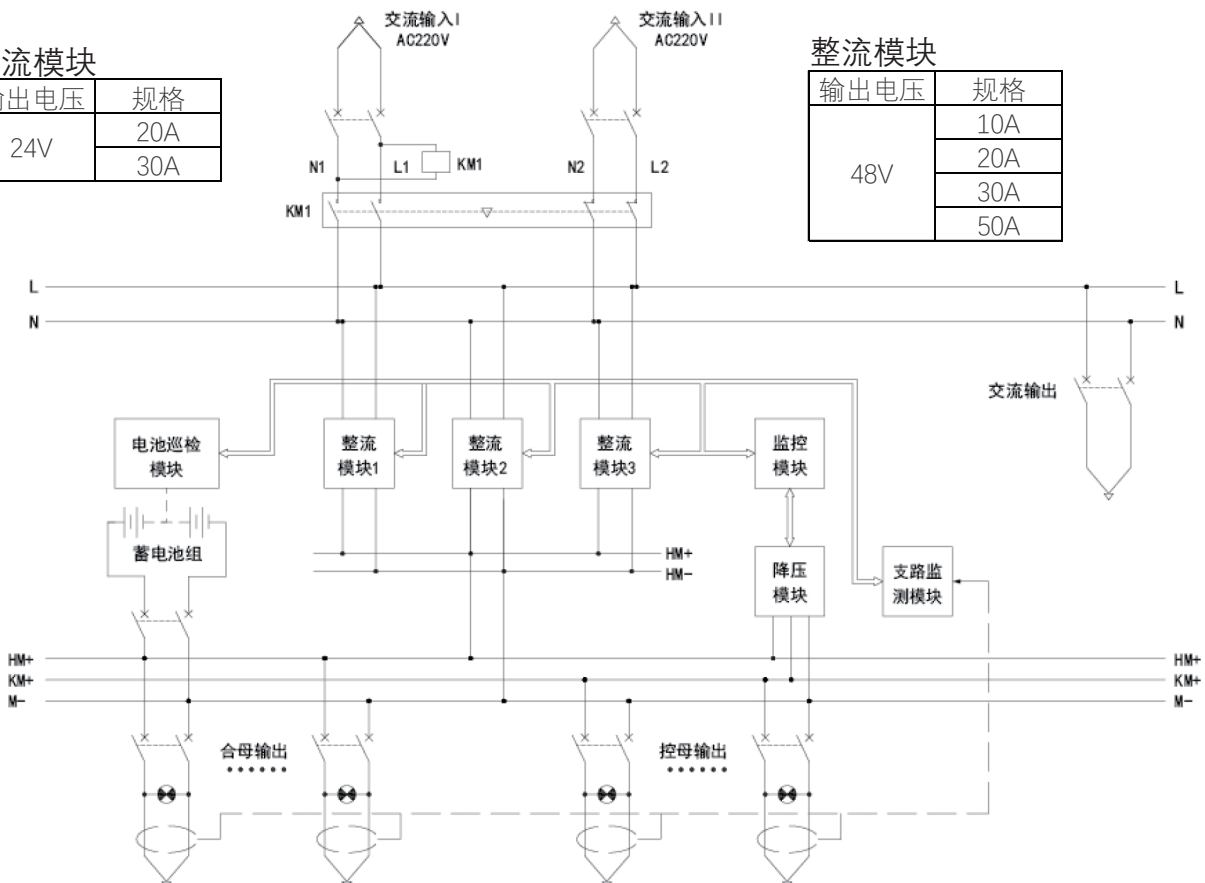 交流输入I
AC220V
交流输入II
AC220V
流模块
出电压 规格
24V
20A
30A
整流模块
输出电压 规格
48V
10A
20A
30A
50A
N1
L1
KM1
N2
L2
KM1
L
L
N
N
交流输出
电池巡检
模块
整流
模块1
整流
模块2
整流
模块3
监控
模块
蓄电池组
HM+
HM-
降压
模块
支路监
测模块
HM+
HM+
KM+
KM+
M-
M-
合母输出
控母输出